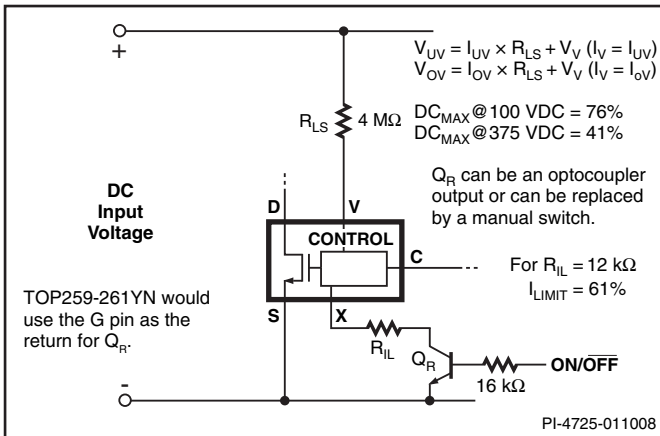 +
V_UV = I_UV × R_LS + V_V (I_V = I_UV)
V_OV = I_OV × R_LS + V_V (I_V = I_oV)
R_LS
4 MΩ
DC_MAX@100 VDC = 76%
DC_MAX@375 VDC = 41%
Q_R can be an optocoupler
output or can be replaced
by a manual switch.
DC
Input
Voltage
D
V
CONTROL
C
For R_IL = 12 kΩ
I_LIMIT = 61%
TOP259-261YN would
use the G pin as the
return for Q_R.
S
X
R_IL
Q_R
16 kΩ
ON/OFF
-
PI-4725-011008